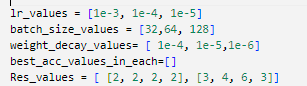 lr_values = [1e-3, 1e-4, 1e-5]
batch_size_values = [32,64, 128]
weight_decay_values= [ 1e-4, 1e-5,1e-6]
best_acc_values_in_each=[]
Res_values = [ [2, 2, 2, 2], [3, 4, 6, 3]]